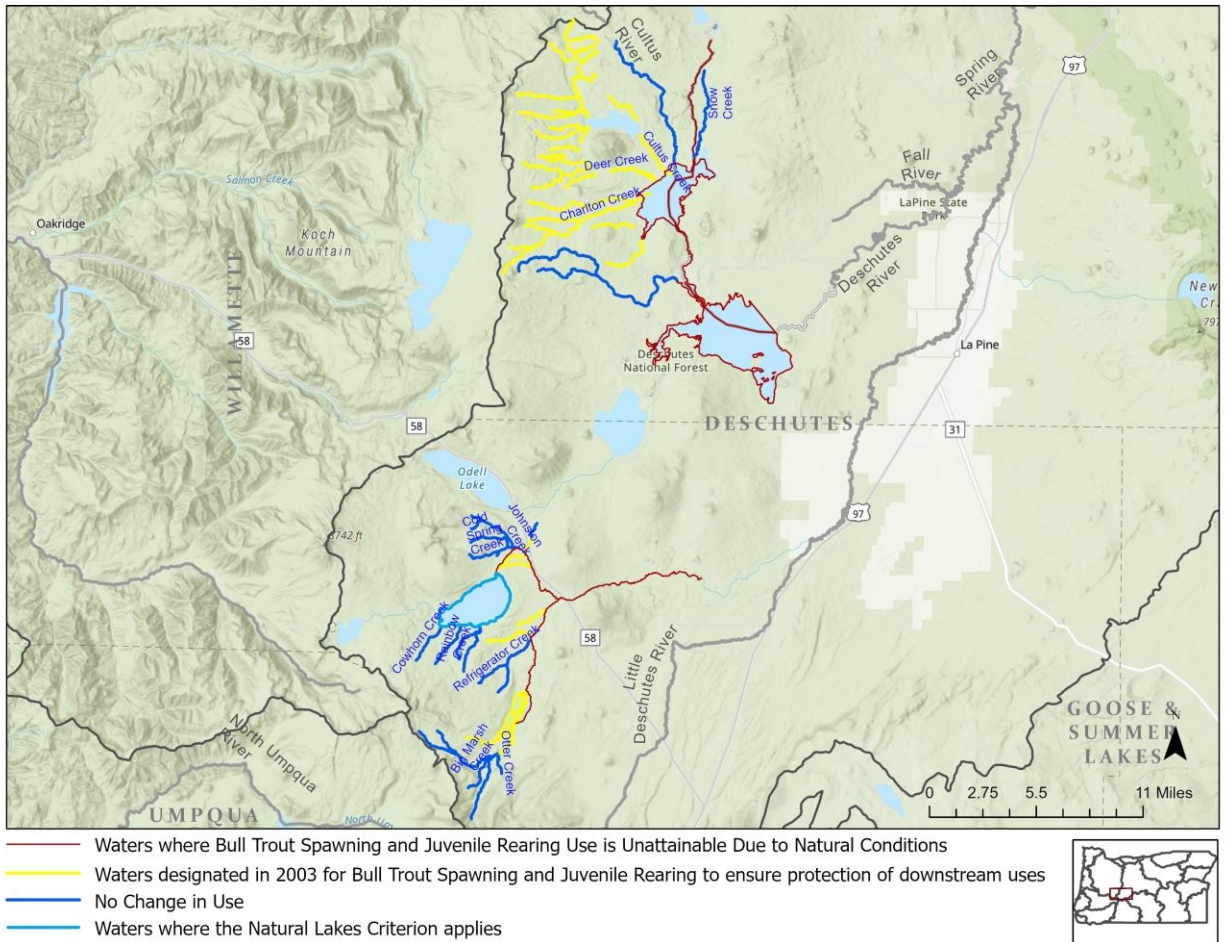 Cultus
River
Spring
River
97
Snow
Creek
Cultus Creek
Deer Creek
Fall
River
Salmon Creek
Charlton Creek
LaPine State
Park
Oakridge
Koch
Mountain
Deschutes
River
WILLAMETTE
58
Deschutes
National Forest
La Pine
58
DESCHUTES
31
Odell
Lake
Johnston
Creek
Cold
Spring
Creek
97
Cowhorn Creek
Rainbow
Creek
58
Refrigerator Creek
Little
Deschutes River
GOOSE &
SUMMER
LAKES
N
North Umpqua
River
Big Marsh
Creek
Otter Creek
UMPQUA
0 2.75 5.5 11 Miles
Waters where Bull Trout Spawning and Juvenile Rearing Use is Unattainable Due to Natural Conditions
Waters designated in 2003 for Bull Trout Spawning and Juvenile Rearing to ensure protection of downstream uses
No Change in Use
Waters where the Natural Lakes Criterion applies